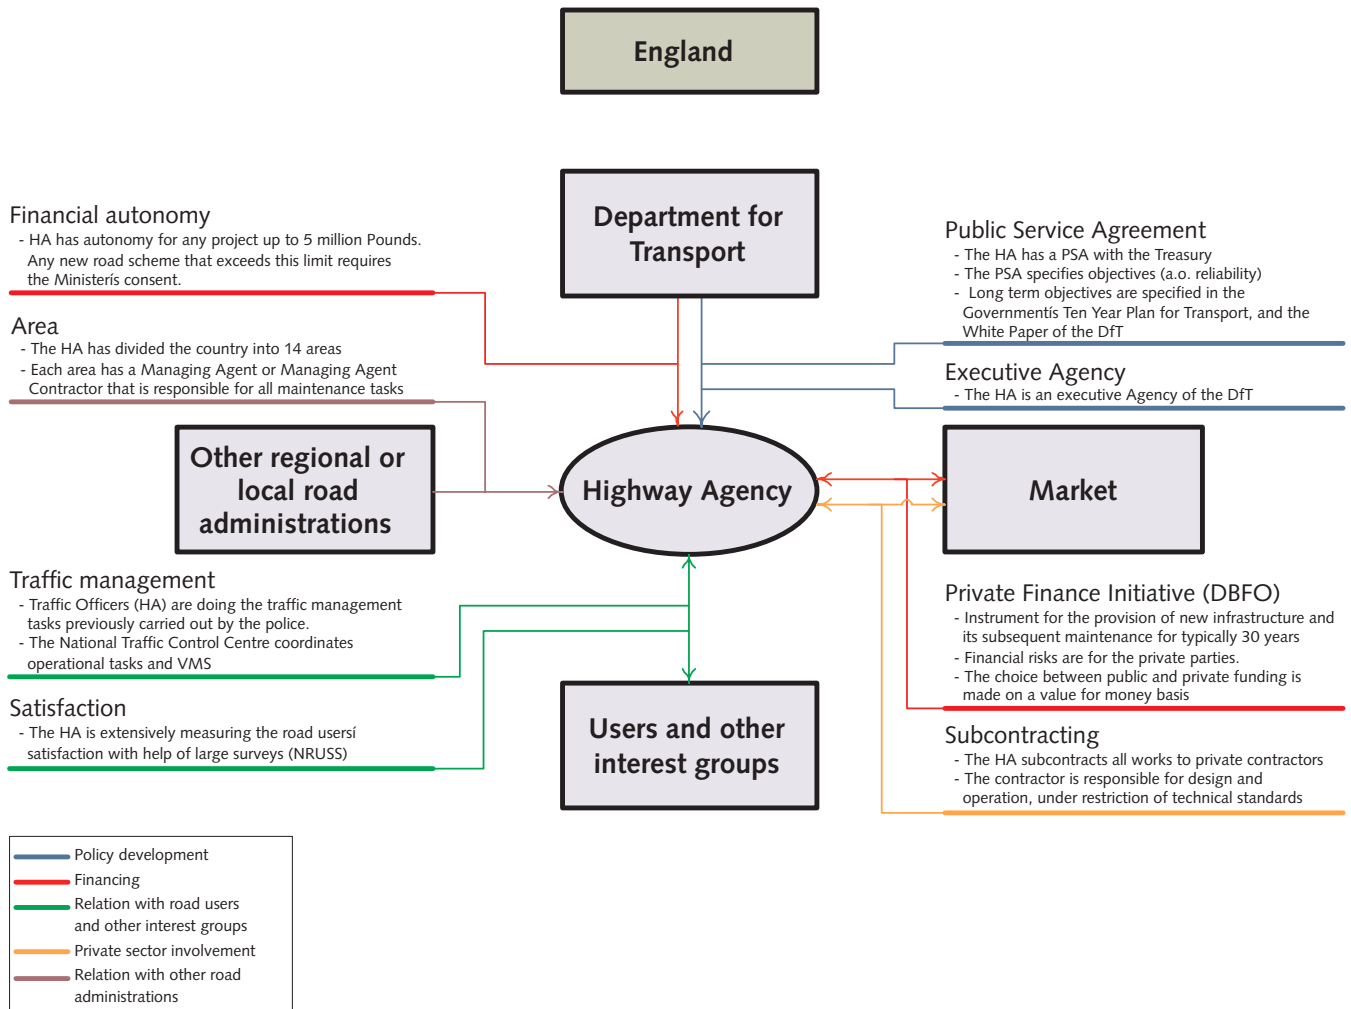 England
Department for
Transport
Financial autonomy
- HA has autonomy for any project up to 5 million Pounds.
Any new road scheme that exceeds this limit requires
the Ministerís consent.
Area
- The HA has divided the country into 14 areas
- Each area has a Managing Agent or Managing Agent
Contractor that is responsible for all maintenance tasks
Public Service Agreement
- The HA has a PSA with the Treasury
- The PSA specifies objectives (a.o. reliability)
- Long term objectives are specified in the
Governmentís Ten Year Plan for Transport, and the
White Paper of the DfT
Executive Agency
- The HA is an executive Agency of the DfT
Other regional or
local road
administrations
Highway Agency
Market
Traffic management
- Traffic Officers (HA) are doing the traffic management
tasks previously carried out by the police.
- The National Traffic Control Centre coordinates
operational tasks and VMS
Satisfaction
- The HA is extensively measuring the road usersí
satisfaction with help of large surveys (NRUSS)
Users and other
interest groups
Private Finance Initiative (DBFO)
- Instrument for the provision of new infrastructure and
its subsequent maintenance for typically 30 years
- Financial risks are for the private parties.
- The choice between public and private funding is
made on a value for money basis
Subcontracting
- The HA subcontracts all works to private contractors
- The contractor is responsible for design and
operation, under restriction of technical standards
Policy development
Financing
Relation with road users
and other interest groups
Private sector involvement
Relation with other road
administrations